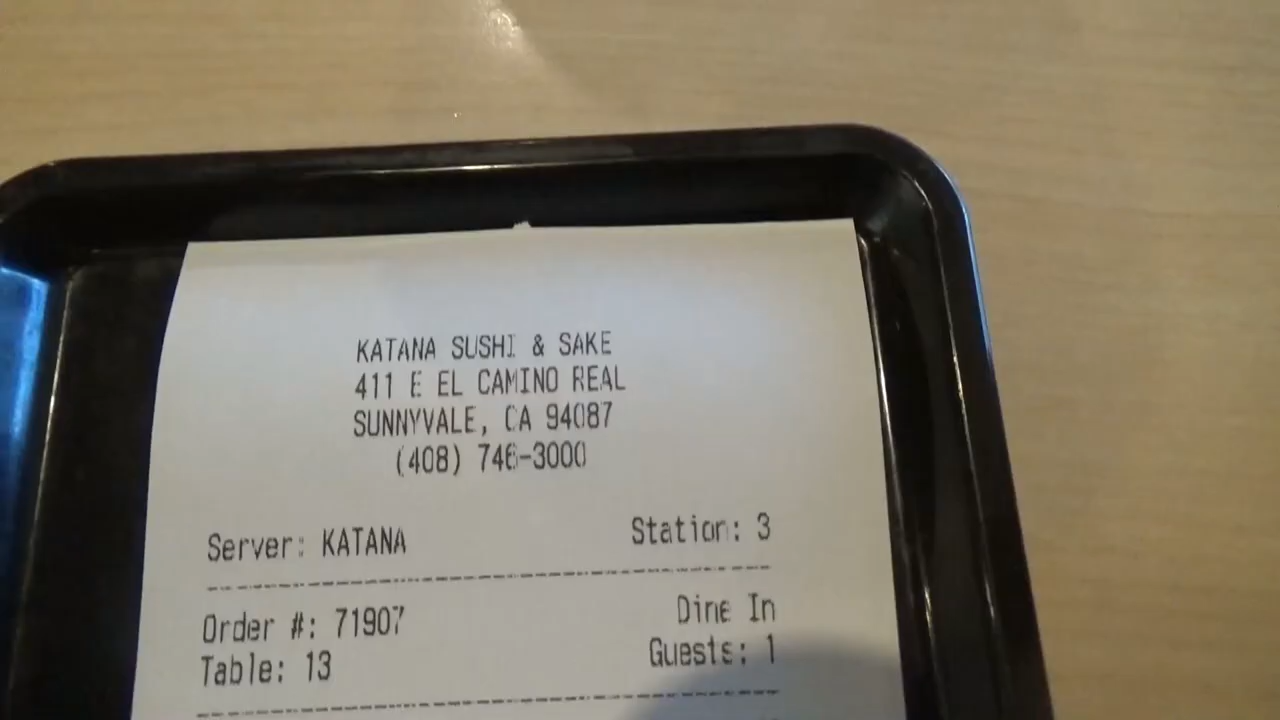 KATANA SUSHI & SAKE
411 E EL CAMINO REAL
SUNNYVALE, CA 94087
(408) 746-3000
Server: KATANA Station: 3
Order #: 71907 Dine In
Table: 13 Guests: 1